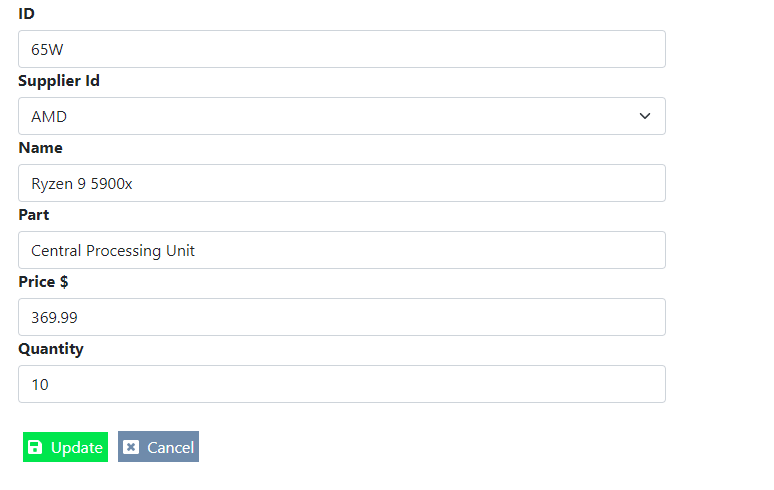 ID
65W
Supplier Id
AMD
Name
Ryzen 9 5900x
Part
Central Processing Unit
Price $
369.99
Quantity
10
Update Cancel